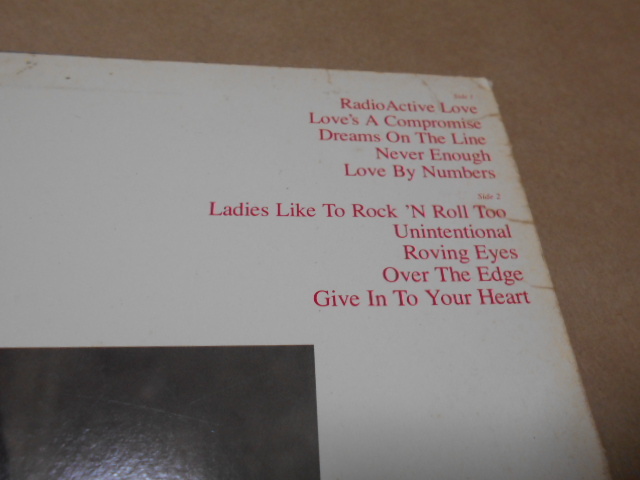 Side 1
RadioActive Love
Love's A Compromise
Dreams On The Line
Never Enough
Love By Numbers
Side 2
Ladies Like To Rock 'N Roll Too
Unintentional
Roving Eyes
Over The Edge
Give In To Your Heart